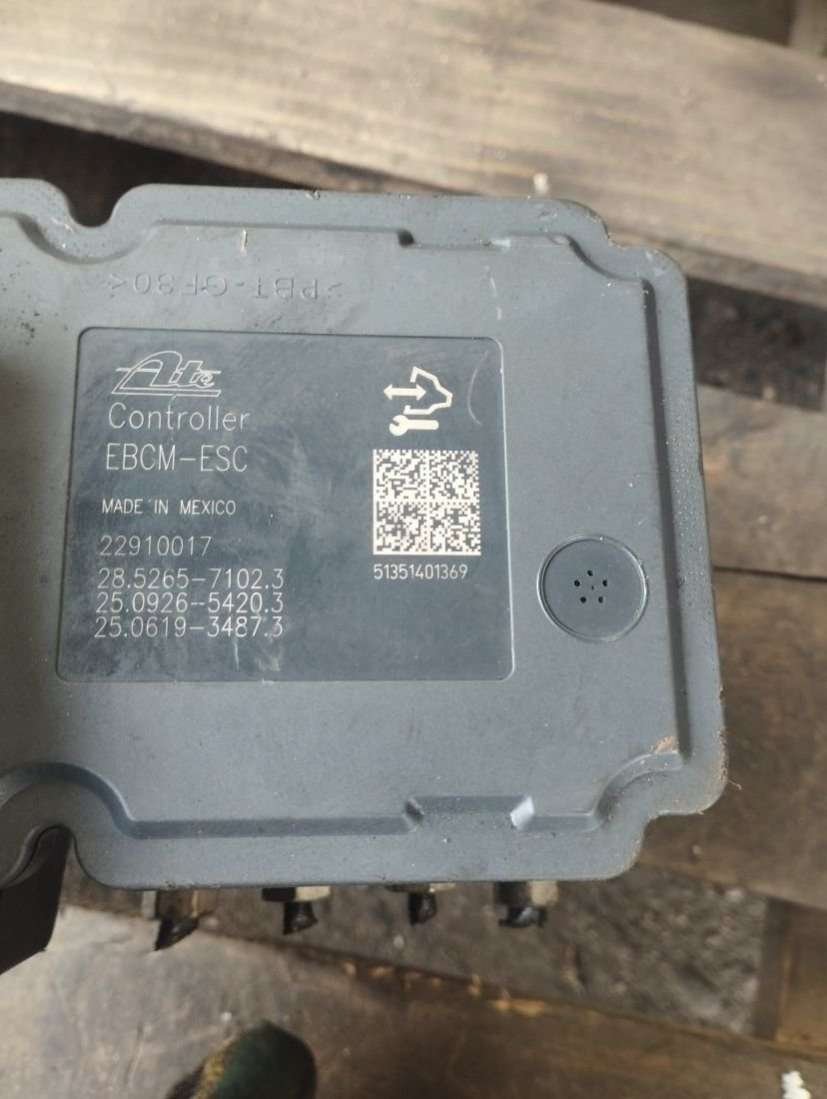 >PBT-GF30<
Ate
Controller
EBCM-ESC
MADE IN MEXICO
22910017
28.5265-7102.3
25.0926-5420.3
25.0619-3487.3
51351401369